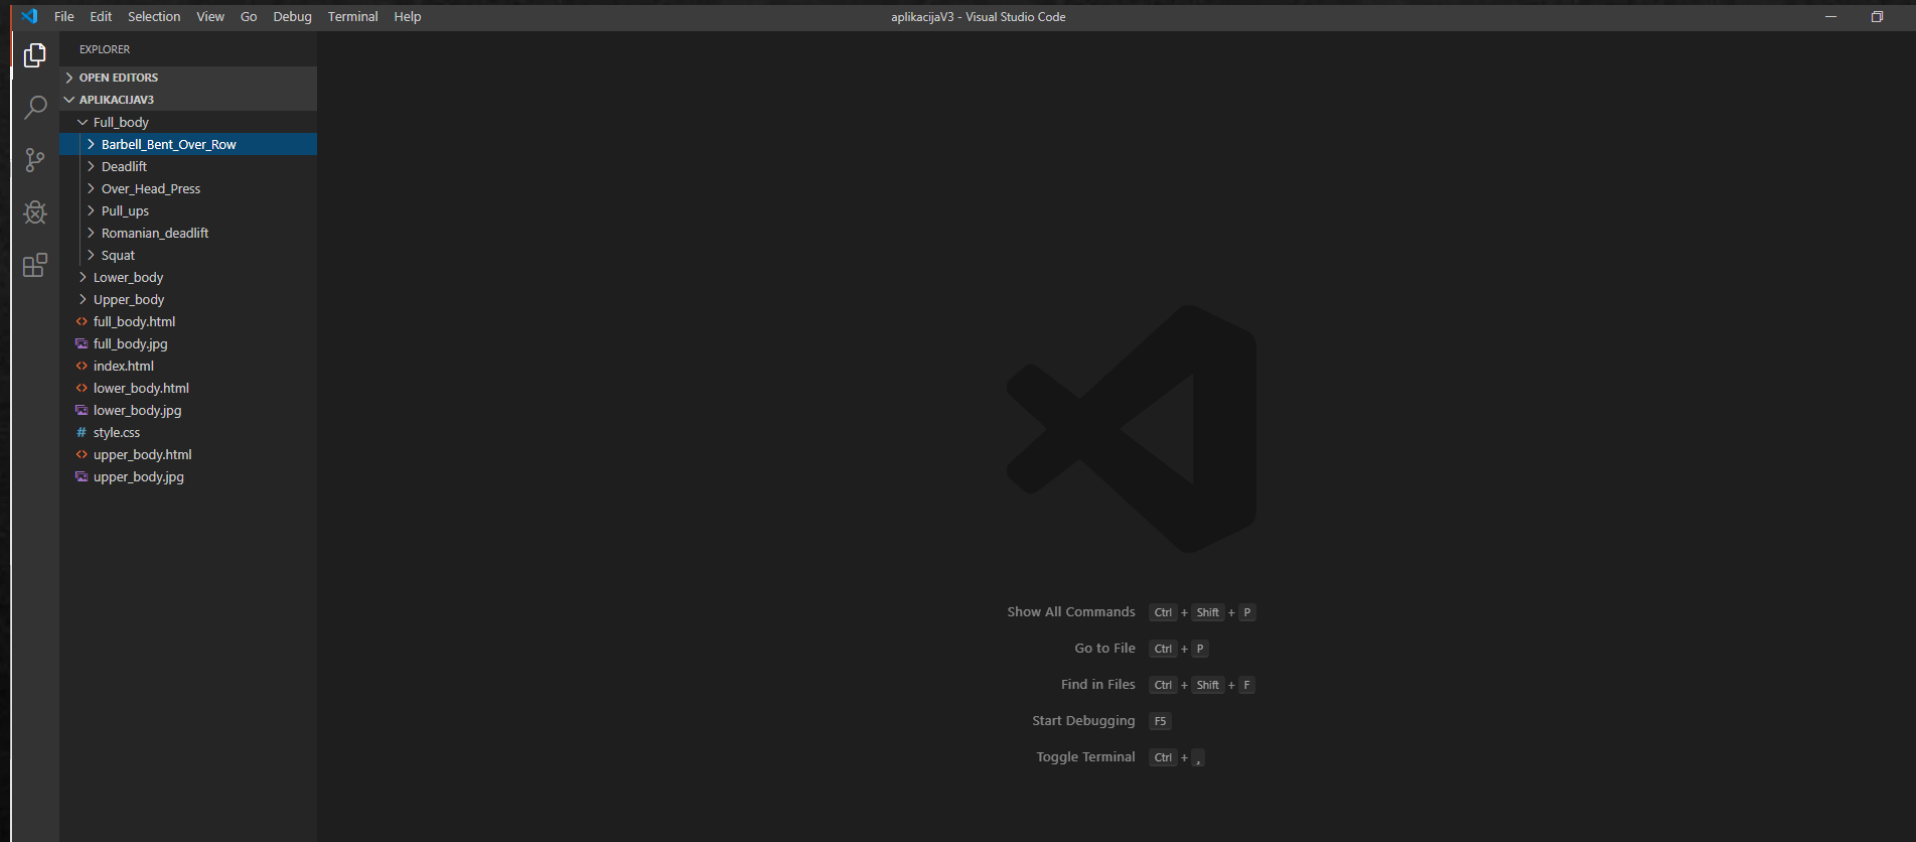 File Edit Selection View Go Debug Terminal Help aplikacijaV3 - Visual Studio Code
EXPLORER
OPEN EDITORS
APLIKACIJAV3
Full_body
Barbell_Bent_Over_Row
Deadlift
Over_Head_Press
Pull_ups
Romanian_deadlift
Squat
Lower_body
Upper_body
full_body.html
full_body.jpg
index.html
lower_body.html
lower_body.jpg
# style.css
upper_body.html
upper_body.jpg
Show All Commands Ctrl + Shift + P
Go to File Ctrl + P
Find in Files Ctrl + Shift + F
Start Debugging F5
Toggle Terminal Ctrl + ,